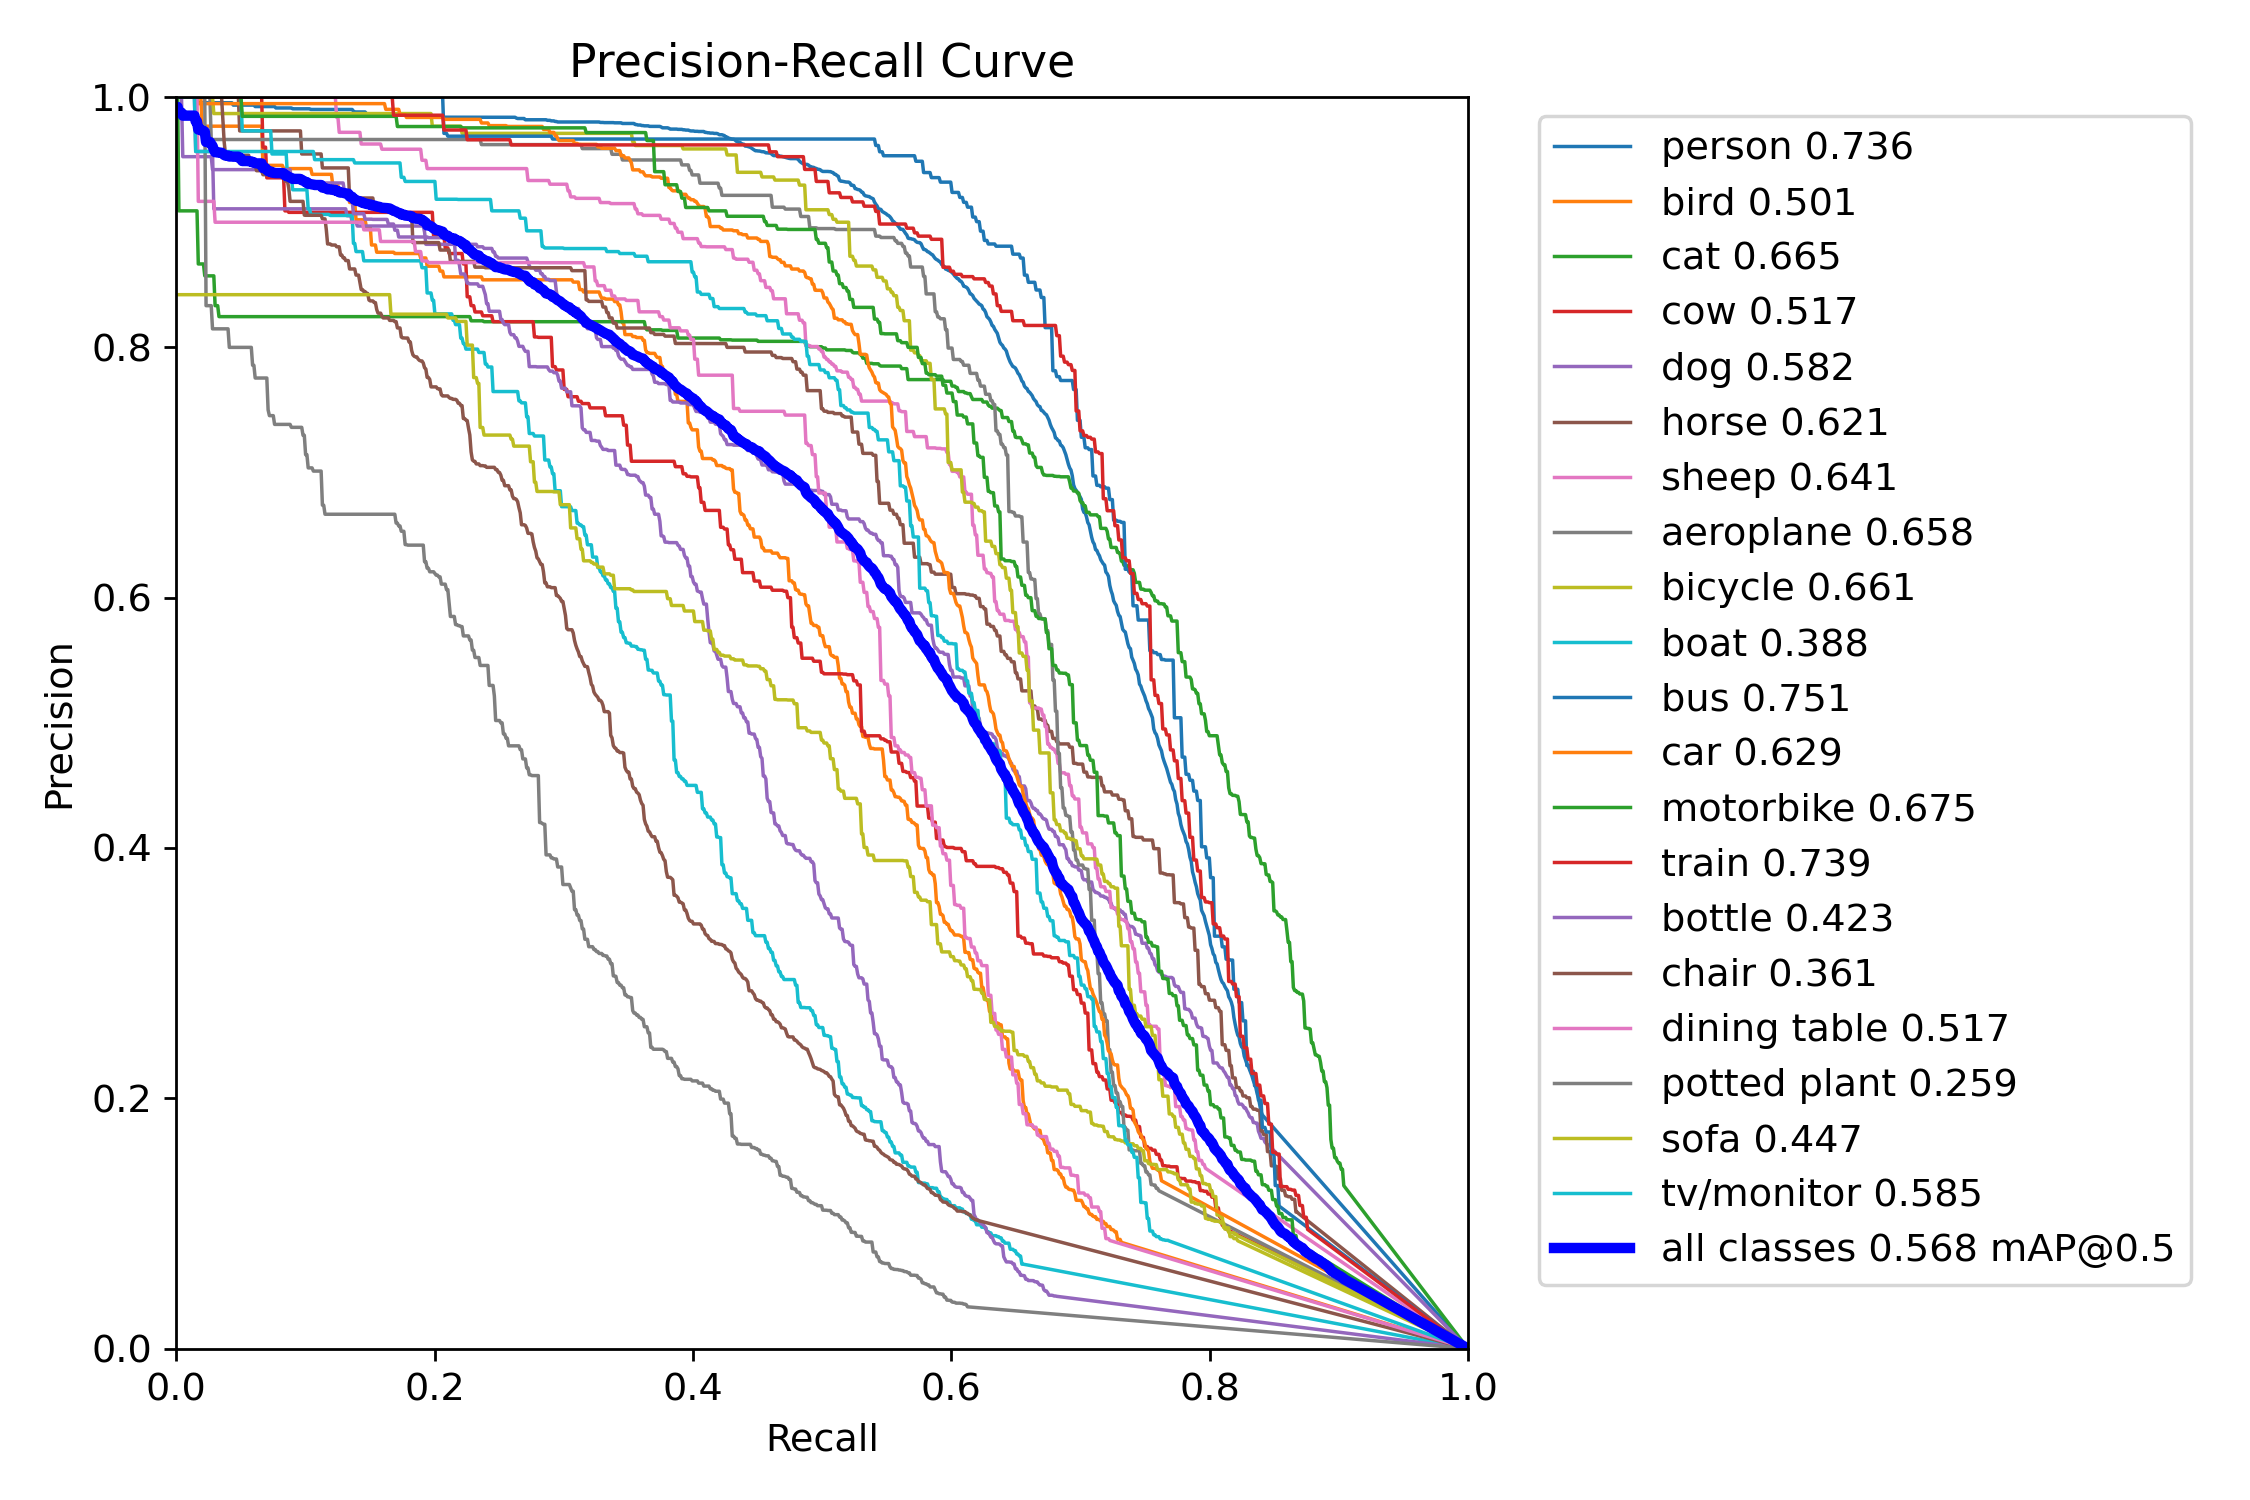 Precision-Recall Curve
1.0
0.8
0.6
0.4
0.2
0.0
Precision
0.0 0.2 0.4 0.6 0.8 1.0
Recall
person 0.736
bird 0.501
cat 0.665
cow 0.517
dog 0.582
horse 0.621
sheep 0.641
aeroplane 0.658
bicycle 0.661
boat 0.388
bus 0.751
car 0.629
motorbike 0.675
train 0.739
bottle 0.423
chair 0.361
dining table 0.517
potted plant 0.259
sofa 0.447
tv/monitor 0.585
all classes 0.568 mAP@0.5